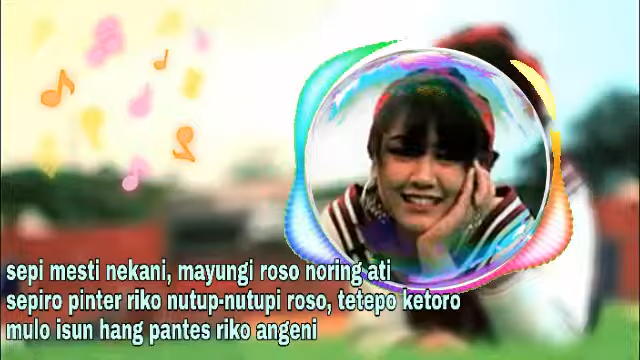 sepi mesti nekani, mayungi roso noring ati
sepiro pinter riko nutup-nutupi roso, tetepo ketoro
mulo isun hang pantes riko angeni